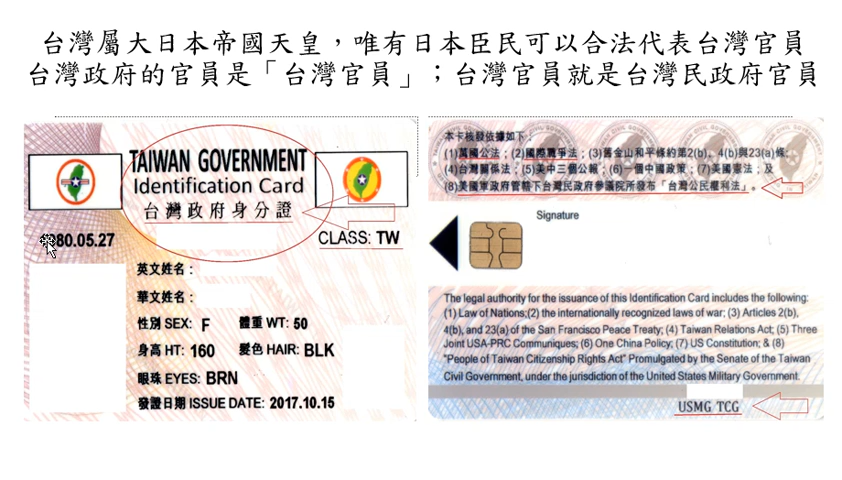 台灣屬大日本帝國天皇，唯有日本臣民可以合法代表台灣官員
台灣政府的官員是「台灣官員」；台灣官員就是台灣民政府官員
TAIWAN GOVERNMENT
Identification Card
台灣政府身分證
80.05.27
CLASS: TW
英文姓名：
華文姓名：
性別 SEX: F 體重 WT: 50
身高 HT: 160 髮色 HAIR: BLK
眼珠 EYES: BRN
發證日期 ISSUE DATE: 2017.10.15
本卡核發依據如下：
(1)萬國公法；(2)國際戰爭法；(3)舊金山和平條約第2(b)、4(b)與23(a)條；
(4)台灣關係法；(5)美中三個公報；(6)一個中國政策；(7)美國憲法；及
(8)美國軍政府管轄下台灣民政府參議院所發布「台灣公民權利法」。
Signature
The legal authority for the issuance of this Identification Card includes the following:
(1) Law of Nations;(2) the internationally recognized laws of war; (3) Articles 2(b),
4(b), and 23(a) of the San Francisco Peace Treaty; (4) Taiwan Relations Act; (5) Three
Joint USA-PRC Communiques; (6) One China Policy; (7) US Constitution; & (8)
"People of Taiwan Citizenship Rights Act" Promulgated by the Senate of the Taiwan
Civil Government, under the jurisdiction of the United States Military Government.
USMG TCG